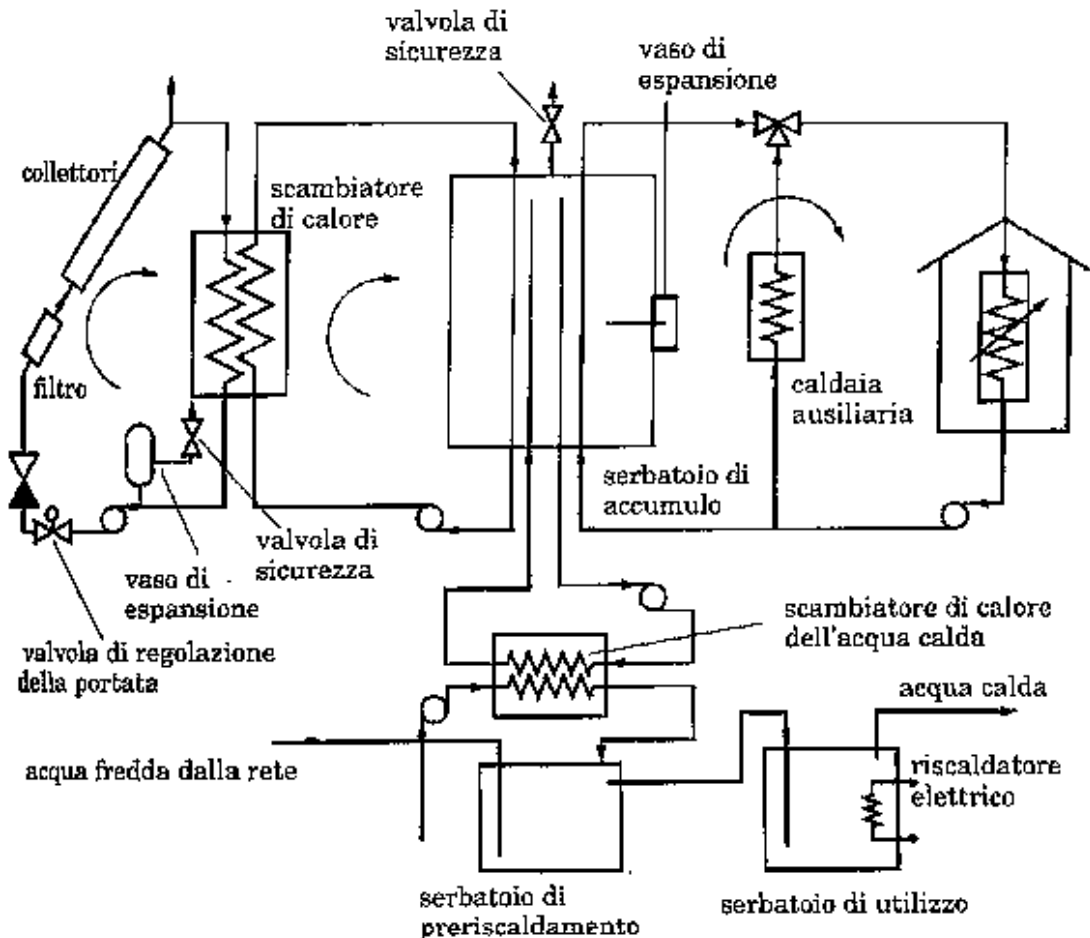 valvola di
sicurezza
vaso di
espansione
collettori
scambiatore
di calore
filtro
caldaia
ausiliaria
serbatoio di
accumulo
valvola di
sicurezza
vaso di
espansione
valvola di regolazione
della portata
scambiatore di calore
dell'acqua calda
acqua calda
acqua fredda dalla rete
riscaldatore
elettrico
serbatoio di
preriscaldamento
serbatoio di utilizzo